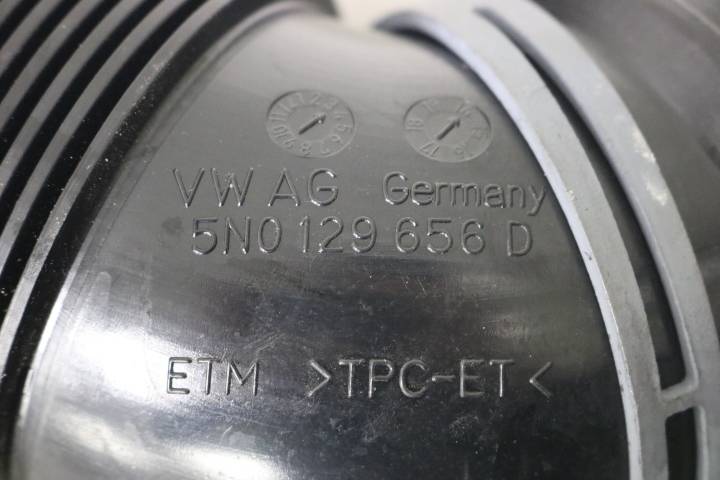 VW AG Germany
5N0 129 656 D
ETM >TPC-ET<